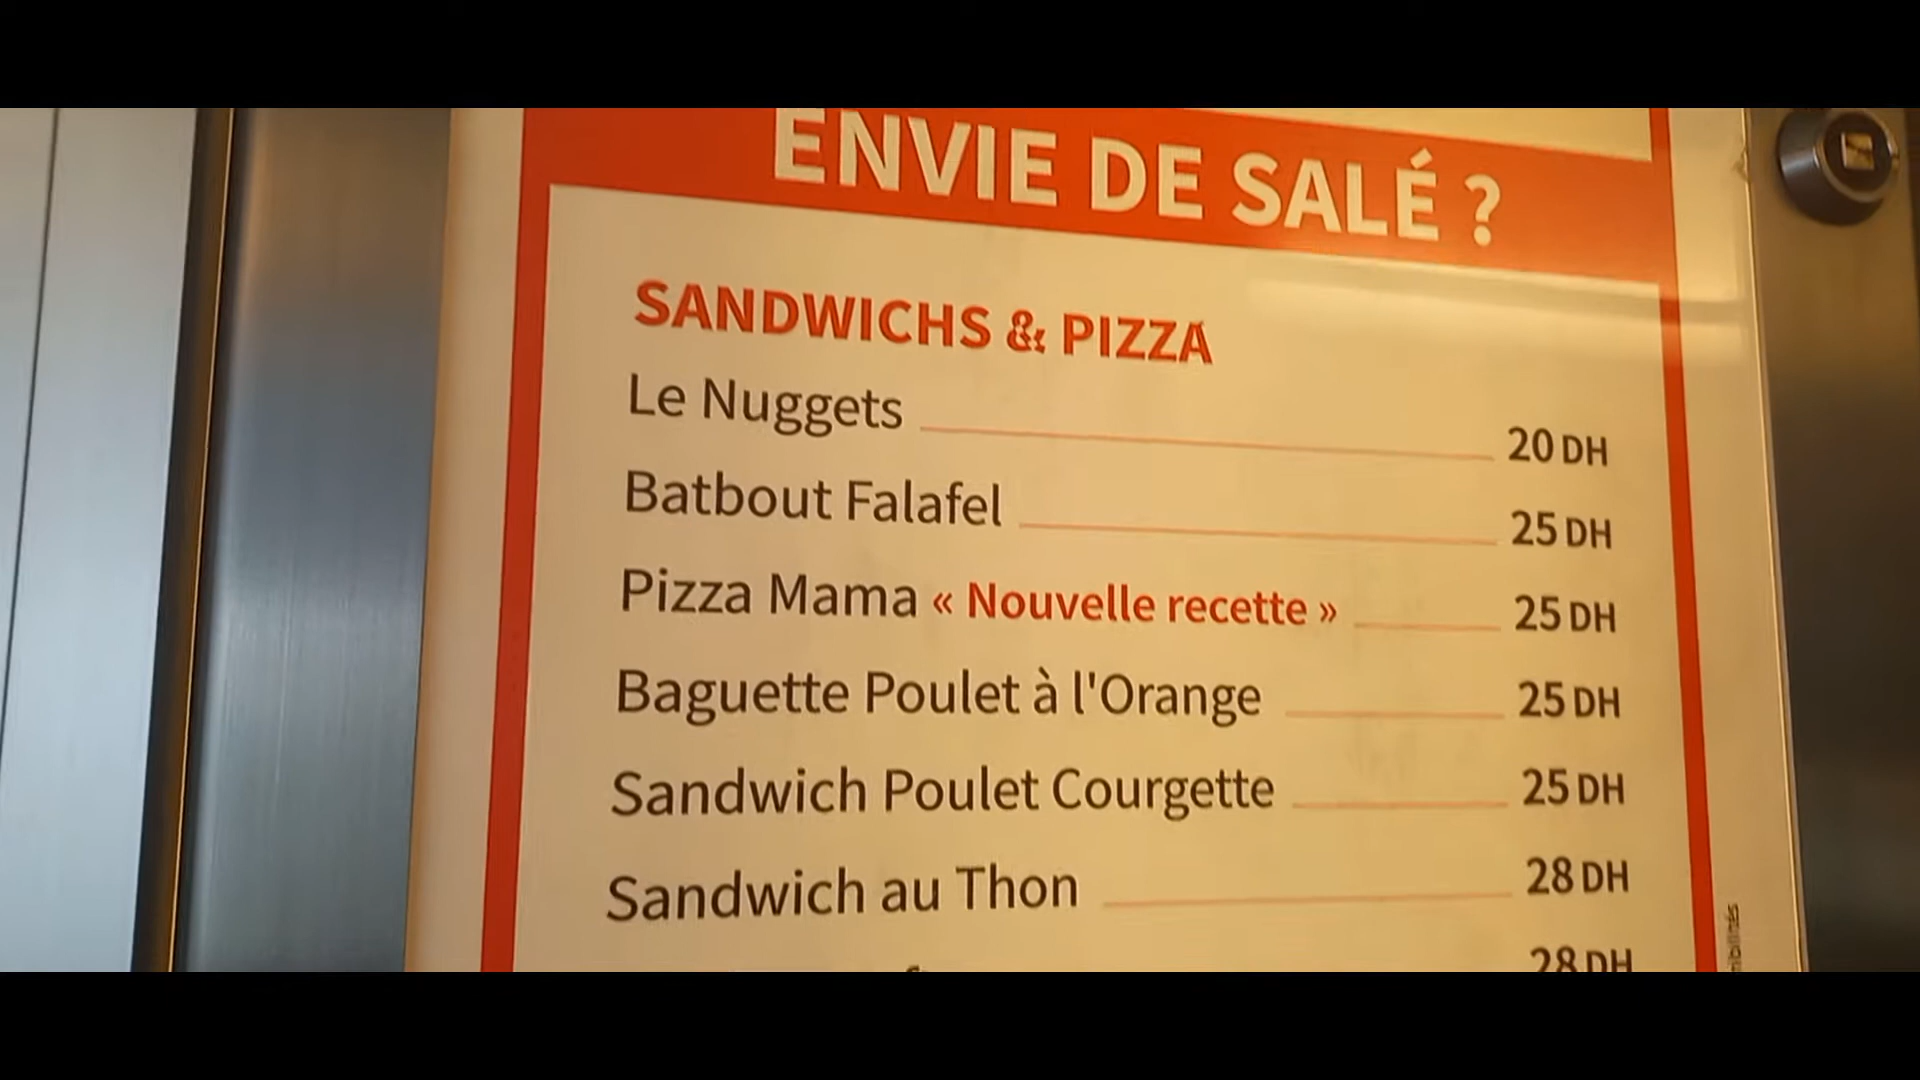 ENVIE DE SALÉ ?
SANDWICHS & PIZZA
Le Nuggets 20 DH
Batbout Falafel 25 DH
Pizza Mama « Nouvelle recette » 25 DH
Baguette Poulet à l'Orange 25 DH
Sandwich Poulet Courgette 25 DH
Sandwich au Thon 28 DH
28 DH